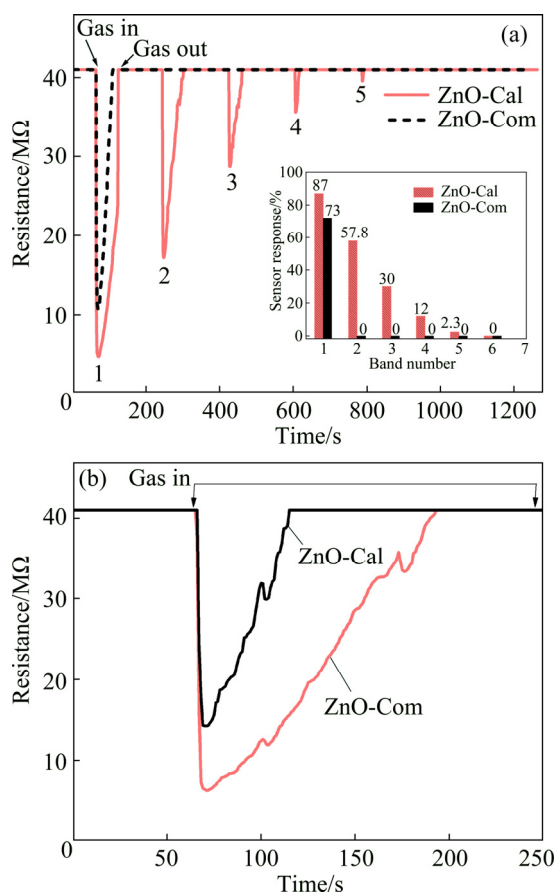 Gas in
Gas out
(a)
ZnO-Cal
ZnO-Com
Resistance/MΩ
40
30
20
10
0
1
2
3
4
5
Sensor response/%
100
80
60
40
20
0
ZnO-Cal
ZnO-Com
87
73
57.8
0
30
0
12
0
2.3
0
0
1 2 3 4 5 6 7
Band number
200 400 600 800 1000 1200
Time/s
(b)
Gas in
Resistance/MΩ
40
30
20
10
0
ZnO-Cal
ZnO-Com
50 100 150 200 250
Time/s